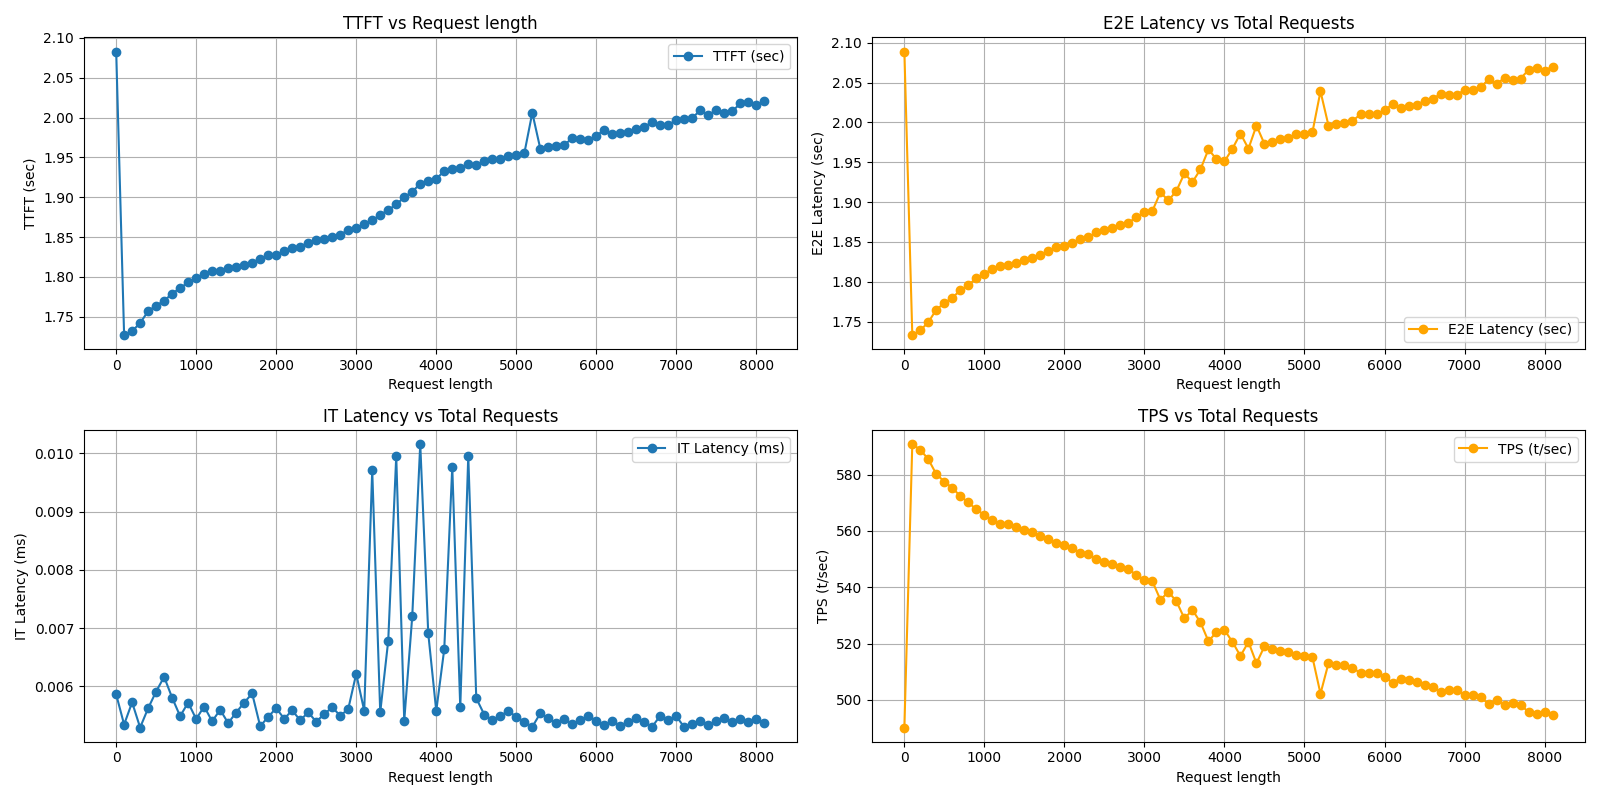 TTFT vs Request length
TTFT (sec)
2.10
2.05
2.00
1.95
1.90
1.85
1.80
1.75
TTFT (sec)
0 1000 2000 3000 4000 5000 6000 7000 8000
Request length
E2E Latency vs Total Requests
2.10
2.05
2.00
1.95
1.90
1.85
1.80
1.75
E2E Latency (sec)
E2E Latency (sec)
0 1000 2000 3000 4000 5000 6000 7000 8000
Request length
IT Latency vs Total Requests
IT Latency (ms)
0.010
0.009
0.008
0.007
0.006
IT Latency (ms)
0 1000 2000 3000 4000 5000 6000 7000 8000
Request length
TPS vs Total Requests
TPS (t/sec)
580
560
540
520
500
TPS (t/sec)
0 1000 2000 3000 4000 5000 6000 7000 8000
Request length